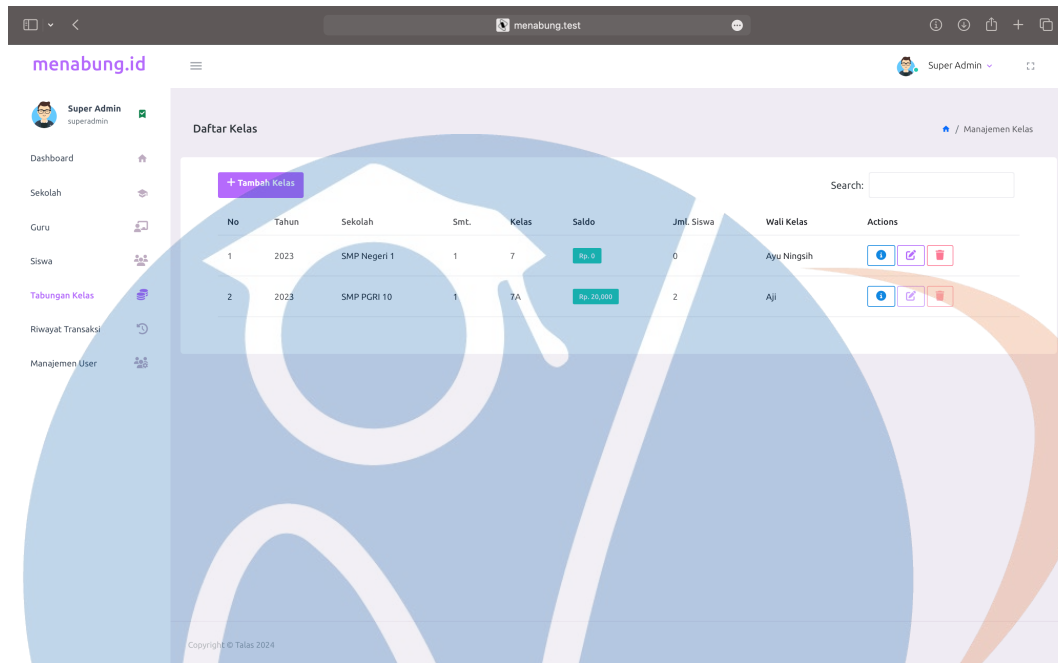 menabung.test
menabung.id
Super Admin
Super Admin
superadmin
Daftar Kelas
/ Manajemen Kelas
Dashboard
Sekolah
Guru
Siswa
Tabungan Kelas
Riwayat Transaksi
Manajemen User
+ Tambah Kelas
Search:
No Tahun Sekolah Smt. Kelas Saldo Jml. Siswa Wali Kelas Actions
1 2023 SMP Negeri 1 1 7 Rp. 0 0 Ayu Ningsih
2 2023 SMP PGRI 10 1 7A Rp. 20,000 2 Aji
Copyright © Talas 2024